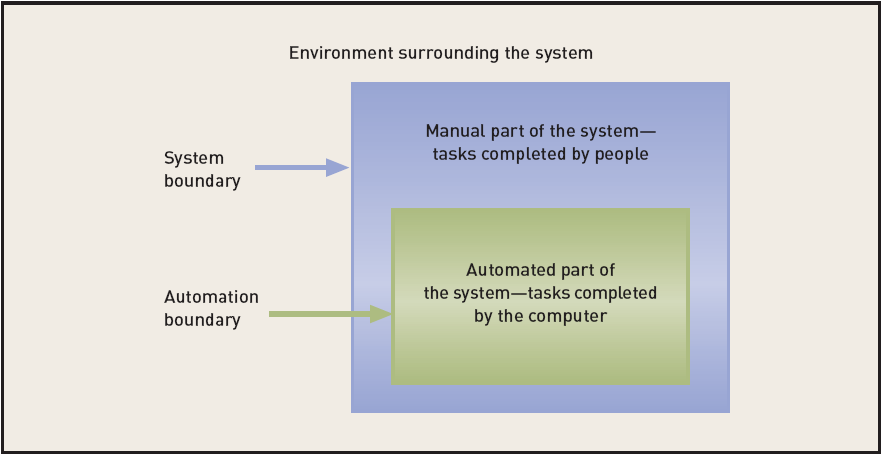 Environment surrounding the system
Manual part of the system—
tasks completed by people
System
boundary
Automated part of
the system—tasks completed
by the computer
Automation
boundary